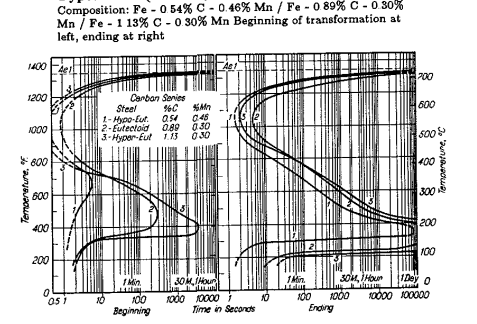 Composition: Fe - 0 54% C - 0.46% Mn / Fe - 0 89% C - 0.30%
Mn / Fe - 1 13% C - 0 30% Mn Beginning of transformation at
left, ending at right
1400
1200
1000
800
600
400
200
0
Temperature, °F
Ae1
Carbon Series
Steel %C %Mn
1.- Hypo-Eut. 0.54 0.46
2.- Eutectoid 0.89 0.30
3.- Hyper-Eut 1.13 0.30
3
2
3
2
3
1 Min. 30 M. 1 Hour
0.5 1 10 100 1000 10000
Beginning
Time in Seconds
Ae1
1
3
2
1
2
3
1
2
3
1 Min. 30 M. 1 Hour 1 Day
1 10 100 1000 10000 100000
Ending
700
600
500
400
300
200
100
0
Temperature, °C